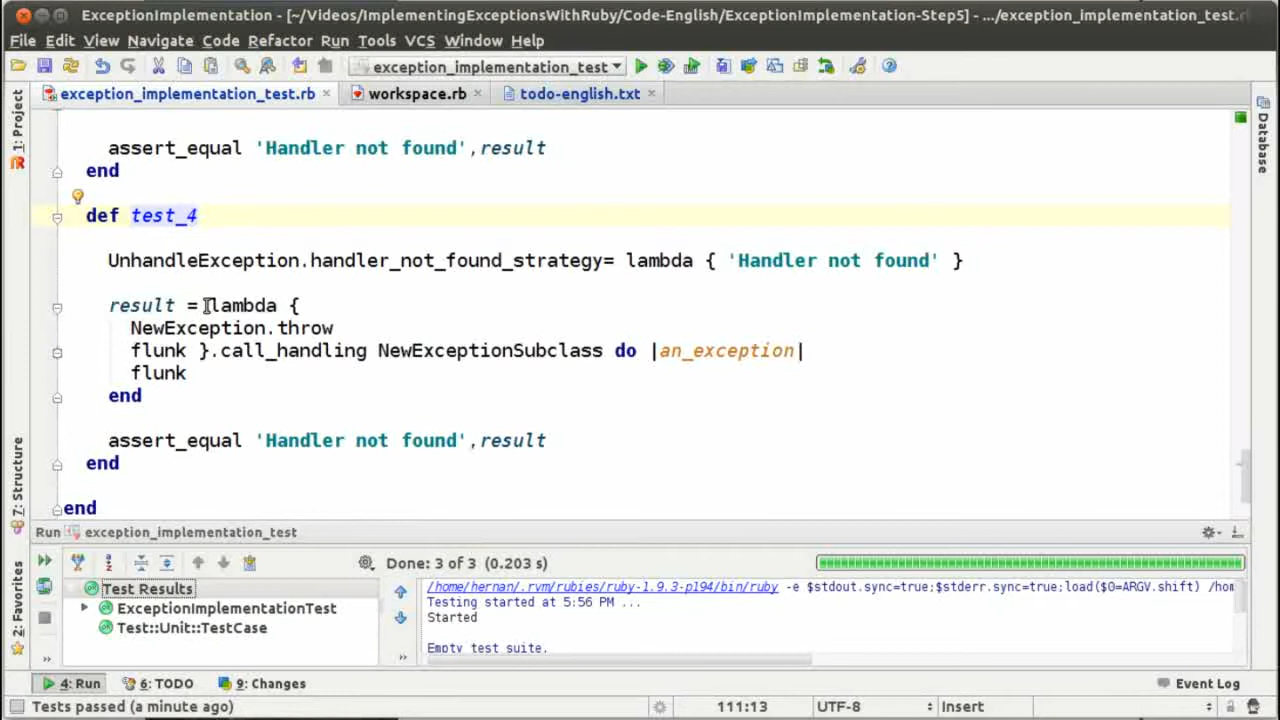 ExceptionImplementation - [~/Videos/ImplementingExceptionsWithRuby/Code-English/ExceptionImplementation-Step5] - .../exception_implementation_test.r
File Edit View Navigate Code Refactor Run Tools VCS Window Help
exception_implementation_test
exception_implementation_test.rb workspace.rb todo-english.txt
1: Project
Database
assert_equal 'Handler not found',result
end
def test_4
UnhandleException.handler_not_found_strategy= lambda { 'Handler not found' }
result = lambda {
NewException.throw
flunk }.call_handling NewExceptionSubclass do |an_exception|
flunk
end
assert_equal 'Handler not found',result
end
end
7: Structure
2: Favorites
Run exception_implementation_test
Done: 3 of 3 (0.203 s)
Test Results
ExceptionImplementationTest
Test::Unit::TestCase
/home/hernan/.rvm/rubies/ruby-1.9.3-p194/bin/ruby -e $stdout.sync=true;$stderr.sync=true;load($0=ARGV.shift) /hom
Testing started at 5:56 PM ...
Started
Empty test suite.
4: Run 6: TODO 9: Changes Event Log
Tests passed (a minute ago) 111:13 UTF-8 Insert